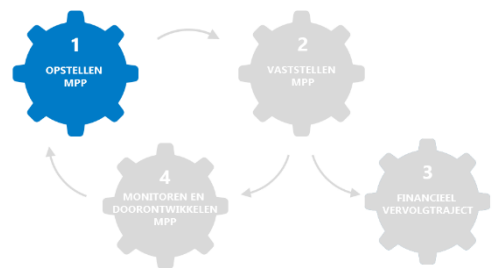 1
OPSTELLEN
MPP
2
VASTSTELLEN
MPP
3
FINANCIEEL
VERVOLGTRAJECT
4
MONITOREN EN
DOORONTWIKKELEN
MPP